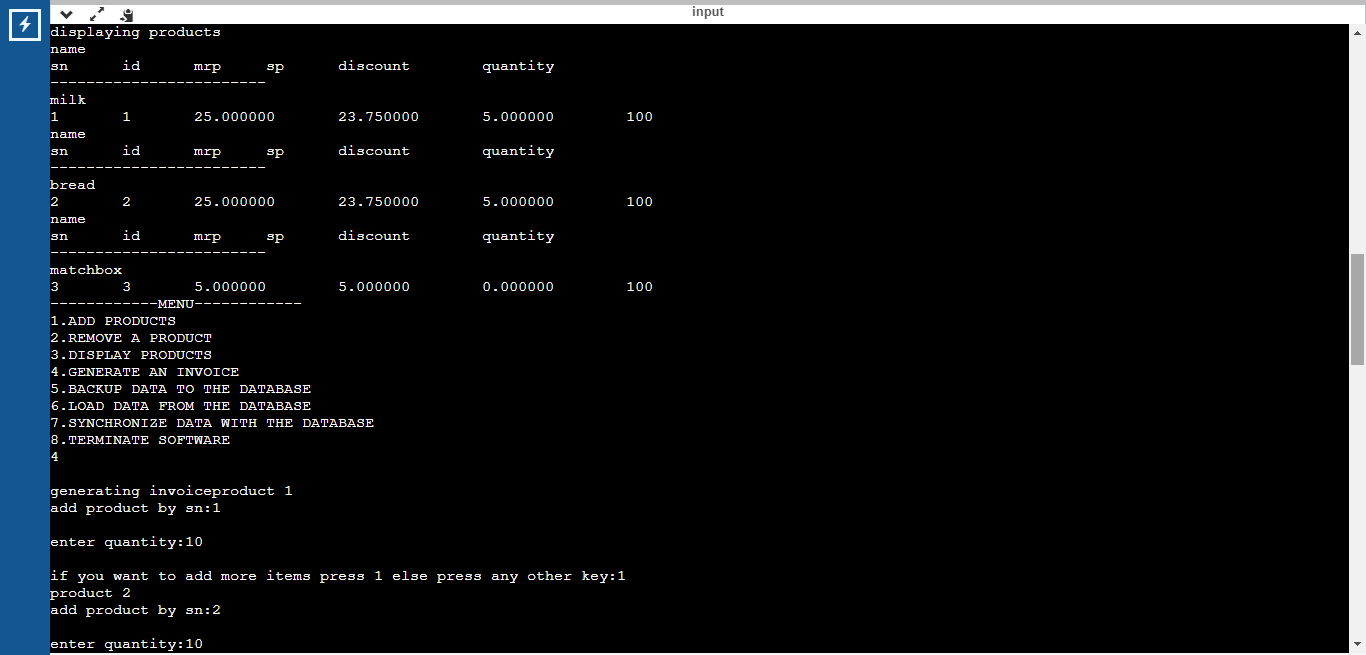 input
displaying products
name
sn id mrp sp discount quantity
------------------------
milk
1 1 25.000000 23.750000 5.000000 100
name
sn id mrp sp discount quantity
------------------------
bread
2 2 25.000000 23.750000 5.000000 100
name
sn id mrp sp discount quantity
------------------------
matchbox
3 3 5.000000 5.000000 0.000000 100
------------MENU------------
1.ADD PRODUCTS
2.REMOVE A PRODUCT
3.DISPLAY PRODUCTS
4.GENERATE AN INVOICE
5.BACKUP DATA TO THE DATABASE
6.LOAD DATA FROM THE DATABASE
7.SYNCHRONIZE DATA WITH THE DATABASE
8.TERMINATE SOFTWARE
4
generating invoiceproduct 1
add product by sn:1
enter quantity:10
if you want to add more items press 1 else press any other key:1
product 2
add product by sn:2
enter quantity:10